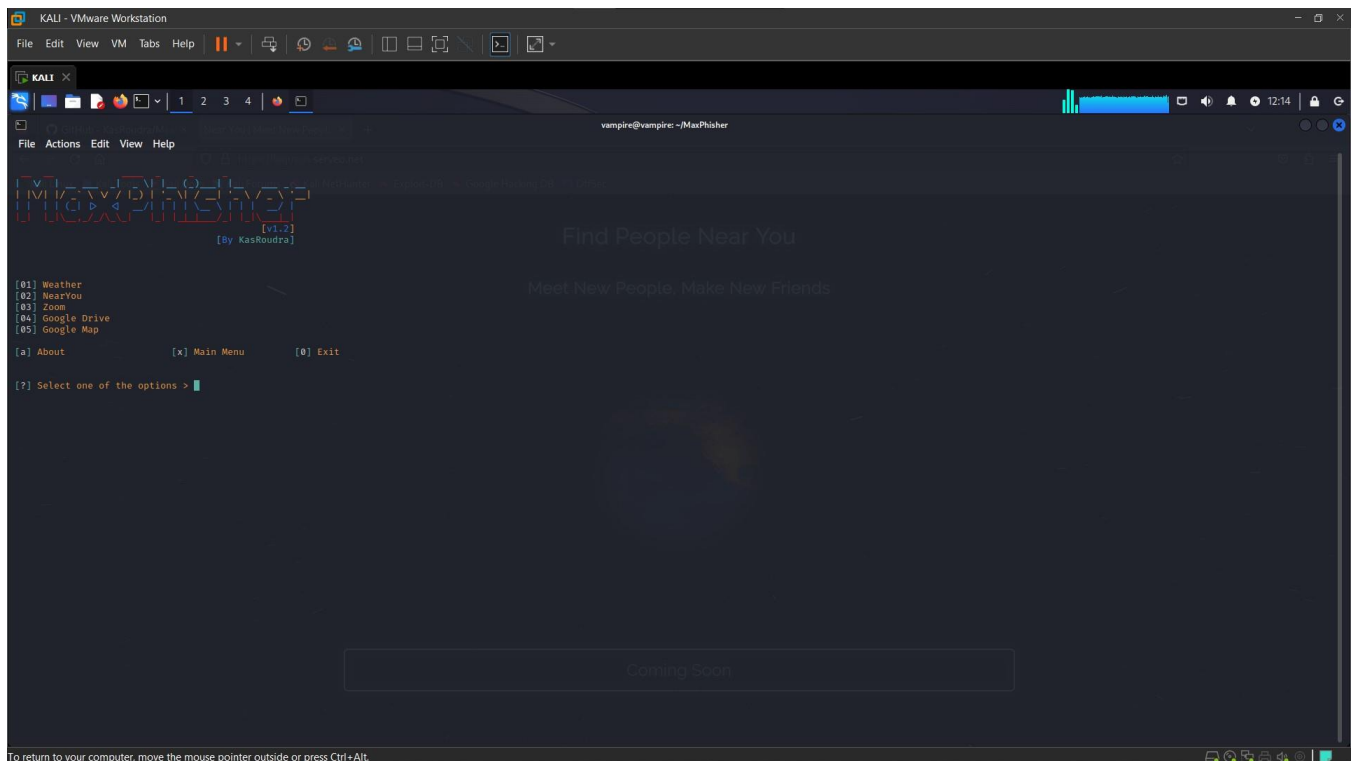 KALI - VMware Workstation
File Edit View VM Tabs Help
KALI
1 2 3 4
12:14
vampire@vampire: ~/MaxPhisher
File Actions Edit View Help
MaxPhisher
[v1.2]
[By KasRoudra]
Find People Near You
Meet New People, Make New Friends
[01] Weather
[02] NearYou
[03] Zoom
[04] Google Drive
[05] Google Map
[a] About [x] Main Menu [0] Exit
[?] Select one of the options >
Coming Soon
To return to your computer, move the mouse pointer outside or press Ctrl+Alt.